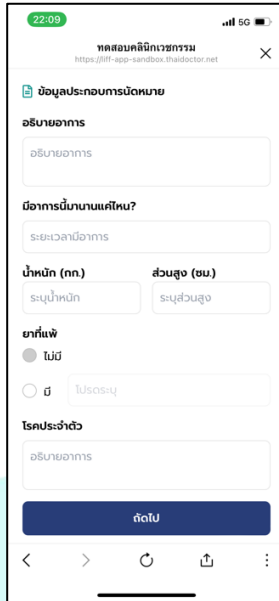 22:09
5G
ทดสอบคลินิกเวชกรรม
https://liff-app-sandbox.thaidoctor.net
ข้อมูลประกอบการนัดหมาย
อธิบายอาการ
อธิบายอาการ
มีอาการนี้มานานแค่ไหน?
ระยะเวลามีอาการ
น้ำหนัก (กก.) ส่วนสูง (ซม.)
ระบุน้ำหนัก ระบุส่วนสูง
ยาที่แพ้
ไม่มี
มี โปรดระบุ
โรคประจำตัว
อธิบายอาการ
ถัดไป